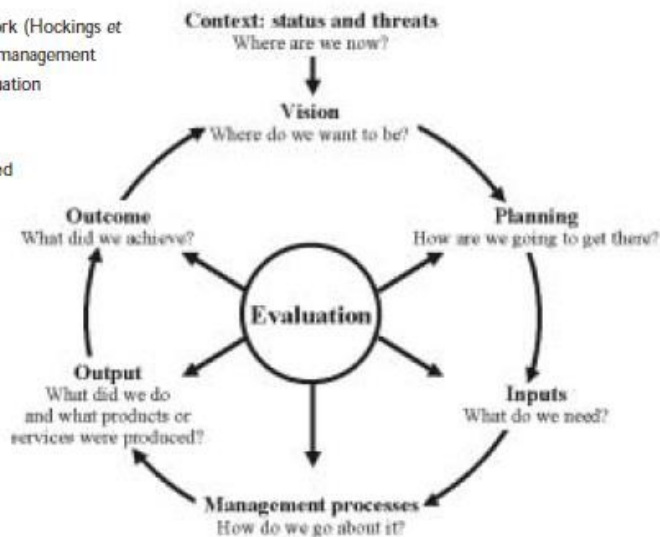 rk (Hockings et
management
uation
ed
Context: status and threats
Where are we now?
Vision
Where do we want to be?
Planning
How are we going to get there?
Inputs
What do we need?
Management processes
How do we go about it?
Output
What did we do
and what products or
services were produced?
Outcome
What did we achieve?
Evaluation